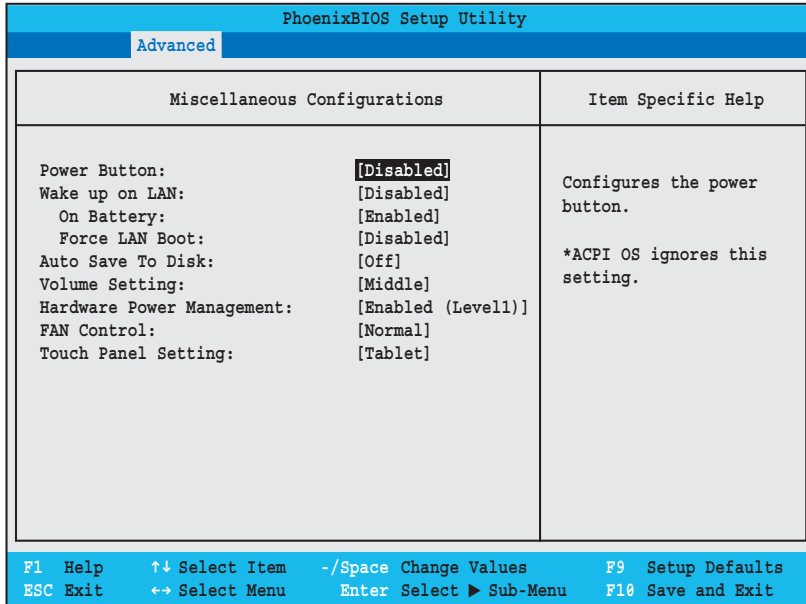 PhoenixBIOS Setup Utility
Advanced
Miscellaneous Configurations
Item Specific Help
Power Button: [Disabled]
Wake up on LAN: [Disabled]
On Battery: [Enabled]
Force LAN Boot: [Disabled]
Auto Save To Disk: [Off]
Volume Setting: [Middle]
Hardware Power Management: [Enabled (Level1)]
FAN Control: [Normal]
Touch Panel Setting: [Tablet]
Configures the power
button.
*ACPI OS ignores this
setting.
F1 Help ↑↓ Select Item -/Space Change Values F9 Setup Defaults
ESC Exit ←→ Select Menu Enter Select ▶ Sub-Menu F10 Save and Exit